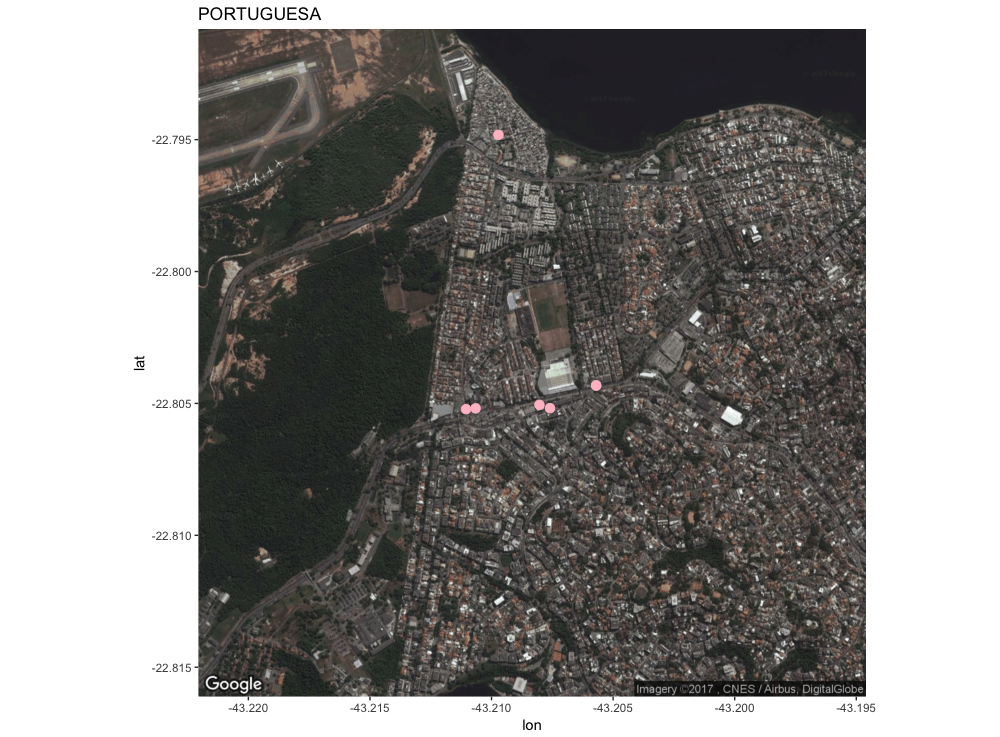 PORTUGUESA
lat
-22.795
-22.800
-22.805
-22.810
-22.815
Google
Imagery ©2017 , CNES / Airbus, DigitalGlobe
-43.220 -43.215 -43.210 -43.205 -43.200 -43.195
lon